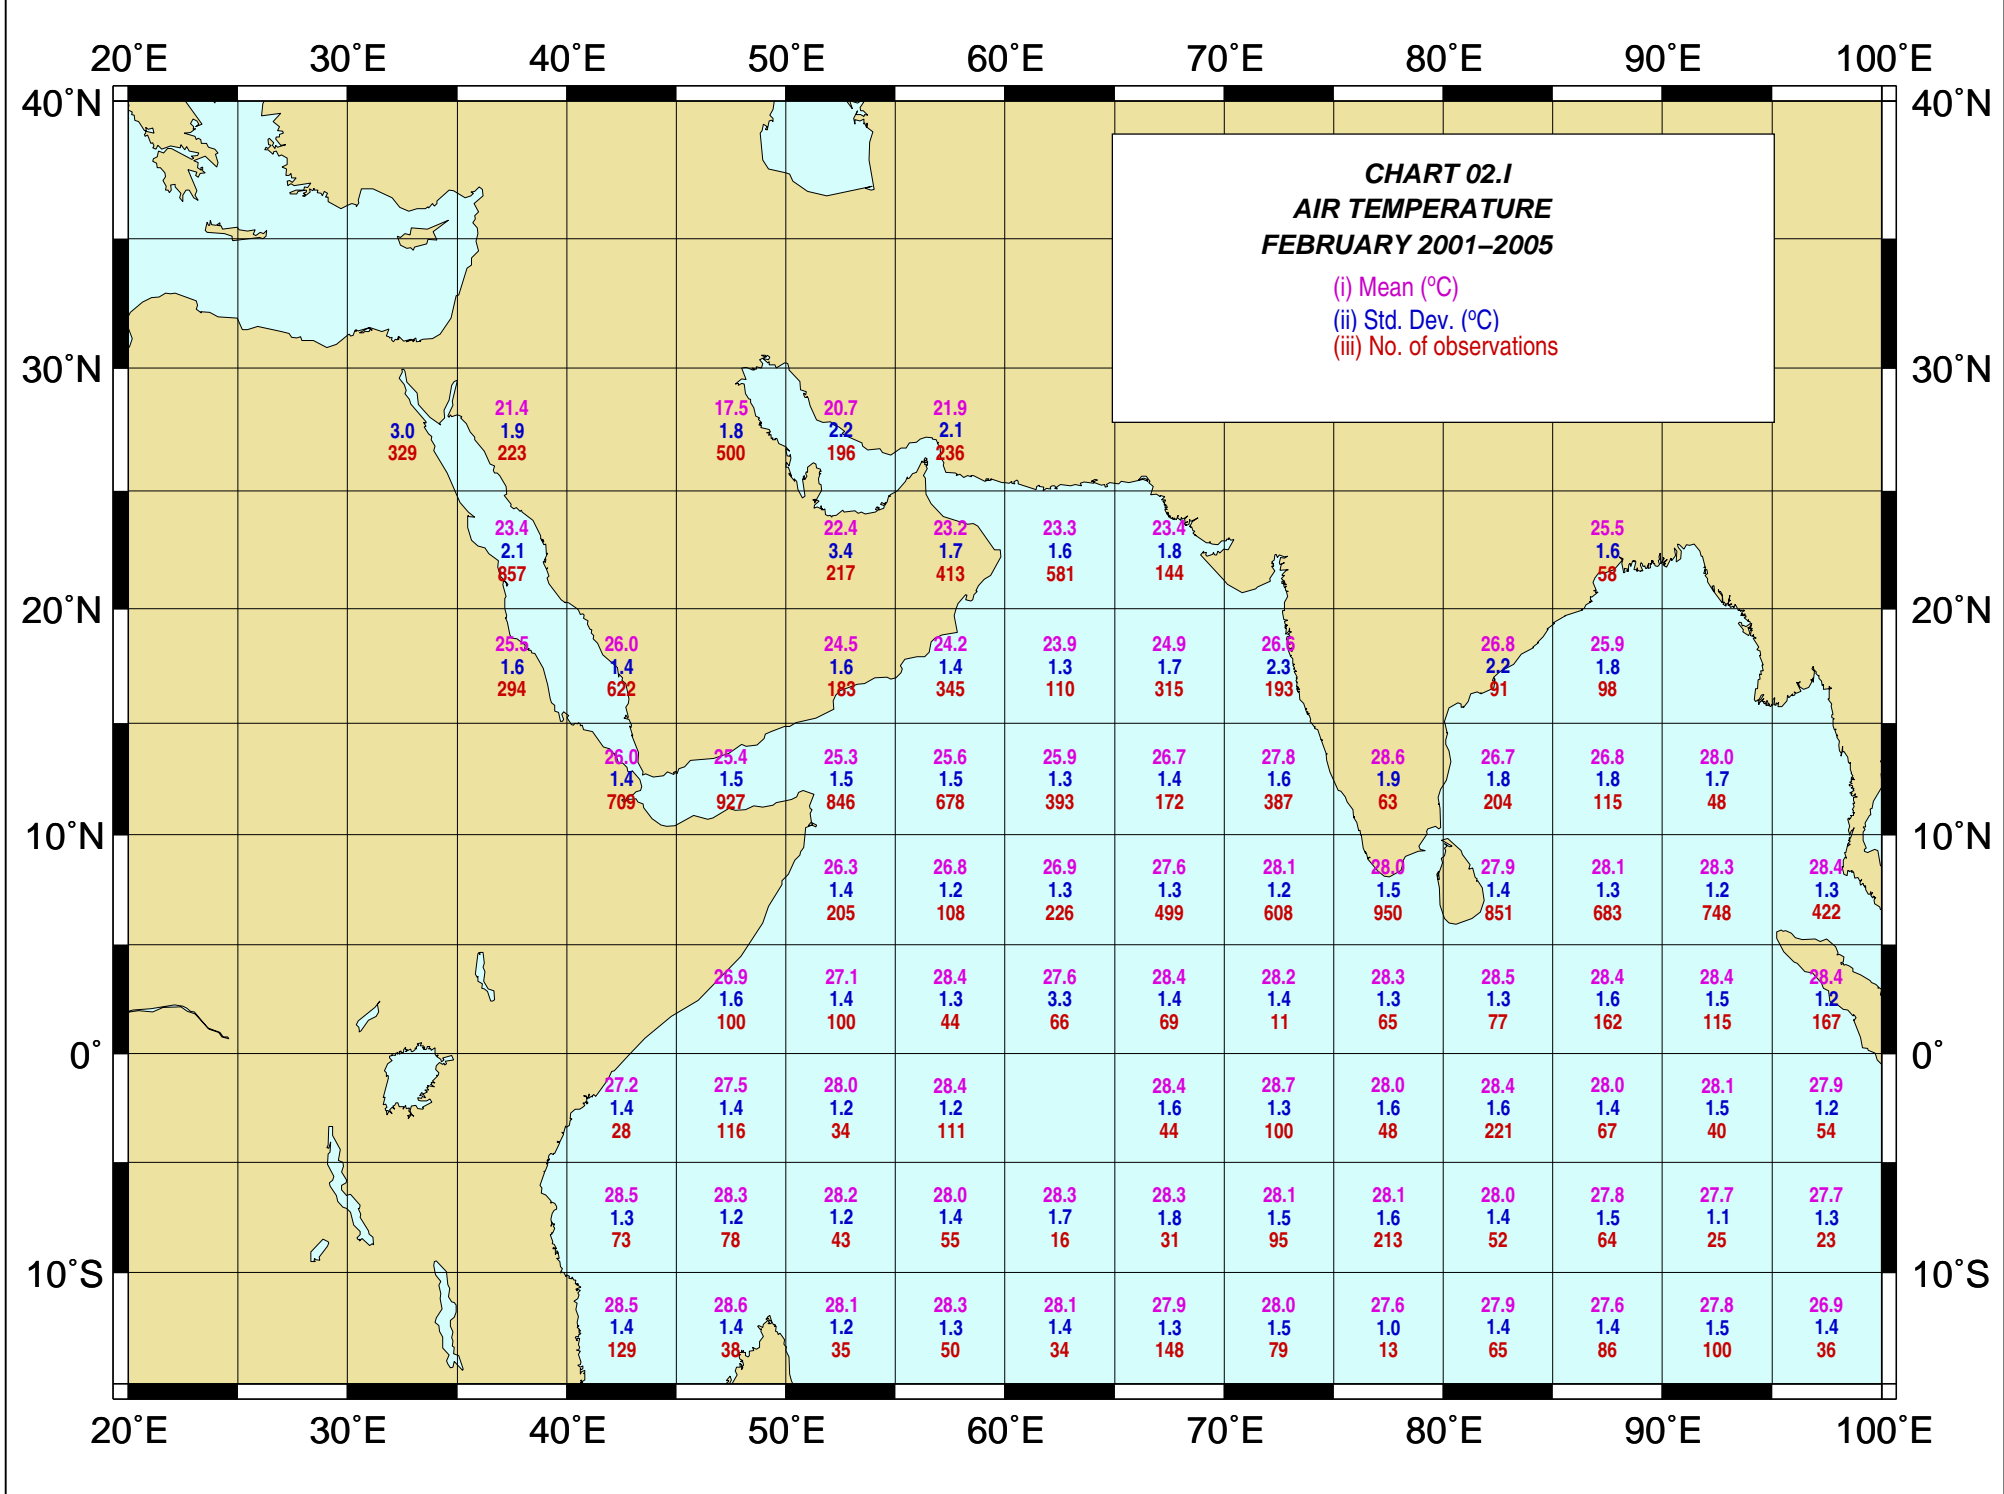 20˚E 30˚E 40˚E 50˚E 60˚E 70˚E 80˚E 90˚E 100˚E
40˚N 40˚N
CHART 02.I
AIR TEMPERATURE
FEBRUARY 2001–2005
(i) Mean (ºC)
(ii) Std. Dev. (ºC)
(iii) No. of observations
30˚N 30˚N
21.4 17.5 20.7 21.9
3.0 1.9 1.8 2.2 2.1
329 223 500 196 236
23.4 22.4 23.2 23.3 23.4 25.5
2.1 3.4 1.7 1.6 1.8 1.6
857 217 413 581 144 58
20˚N 20˚N
25.5 26.0 24.5 24.2 23.9 24.9 26.6 26.8 25.9
1.6 1.4 1.6 1.4 1.3 1.7 2.3 2.2 1.8
294 622 183 345 110 315 193 91 98
26.0 25.4 25.3 25.6 25.9 26.7 27.8 28.6 26.7 26.8 28.0
1.4 1.5 1.5 1.5 1.3 1.4 1.6 1.9 1.8 1.8 1.7
709 927 846 678 393 172 387 63 204 115 48
10˚N 10˚N
26.3 26.8 26.9 27.6 28.1 28.0 27.9 28.1 28.3 28.4
1.4 1.2 1.3 1.3 1.2 1.5 1.4 1.3 1.2 1.3
205 108 226 499 608 950 851 683 748 422
26.9 27.1 28.4 27.6 28.4 28.2 28.3 28.5 28.4 28.4 28.4
1.6 1.4 1.3 3.3 1.4 1.4 1.3 1.3 1.6 1.5 1.2
100 100 44 66 69 11 65 77 162 115 167
0˚ 0˚
27.2 27.5 28.0 28.4 28.4 28.7 28.0 28.4 28.0 28.1 27.9
1.4 1.4 1.2 1.2 1.6 1.3 1.6 1.6 1.4 1.5 1.2
28 116 34 111 44 100 48 221 67 40 54
28.5 28.3 28.2 28.0 28.3 28.3 28.1 28.1 28.0 27.8 27.7 27.7
1.3 1.2 1.2 1.4 1.7 1.8 1.5 1.6 1.4 1.5 1.1 1.3
73 78 43 55 16 31 95 213 52 64 25 23
10˚S 10˚S
28.5 28.6 28.1 28.3 28.1 27.9 28.0 27.6 27.9 27.6 27.8 26.9
1.4 1.4 1.2 1.3 1.4 1.3 1.5 1.0 1.4 1.4 1.5 1.4
129 38 35 50 34 148 79 13 65 86 100 36
20˚E 30˚E 40˚E 50˚E 60˚E 70˚E 80˚E 90˚E 100˚E